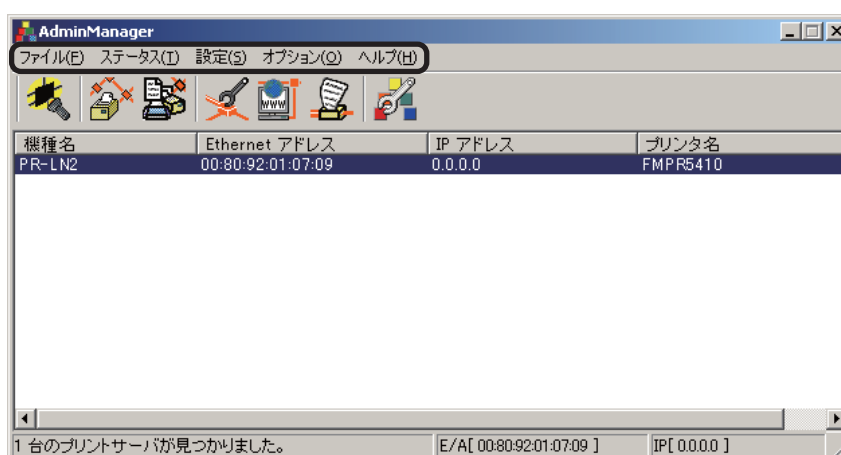 AdminManager
ファイル(F) ステータス(T) 設定(S) オプション(O) ヘルプ(H)
WWW
機種名 Ethernet アドレス IP アドレス プリンタ名
PR-LN2 00:80:92:01:07:09 0.0.0.0 FMPR5410
1 台のプリントサーバが見つかりました。 E/A[ 00:80:92:01:07:09 ] IP[ 0.0.0.0 ]